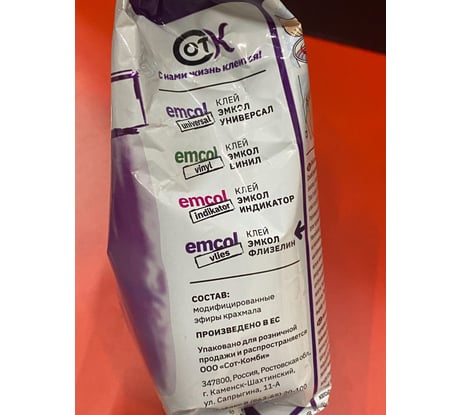 СОТ К
С нами жизнь клеится!
emcol
universal
КЛЕЙ
ЭМКОЛ
УНИВЕРСАЛ
emcol
vinyl
КЛЕЙ
ЭМКОЛ
ВИНИЛ
emcol
indikator
КЛЕЙ
ЭМКОЛ
ИНДИКАТОР
emcol
vlies
КЛЕЙ
ЭМКОЛ
ФЛИЗЕЛИН
СОСТАВ:
модифицированные
эфиры крахмала
ПРОИЗВЕДЕНО В ЕС
Упаковано для розничной
продажи и распространяется
ООО «Сот-Комби»
347800, Россия, Ростовская обл.
г. Каменск-Шахтинский,
ул. Сапрыгина, 11-А